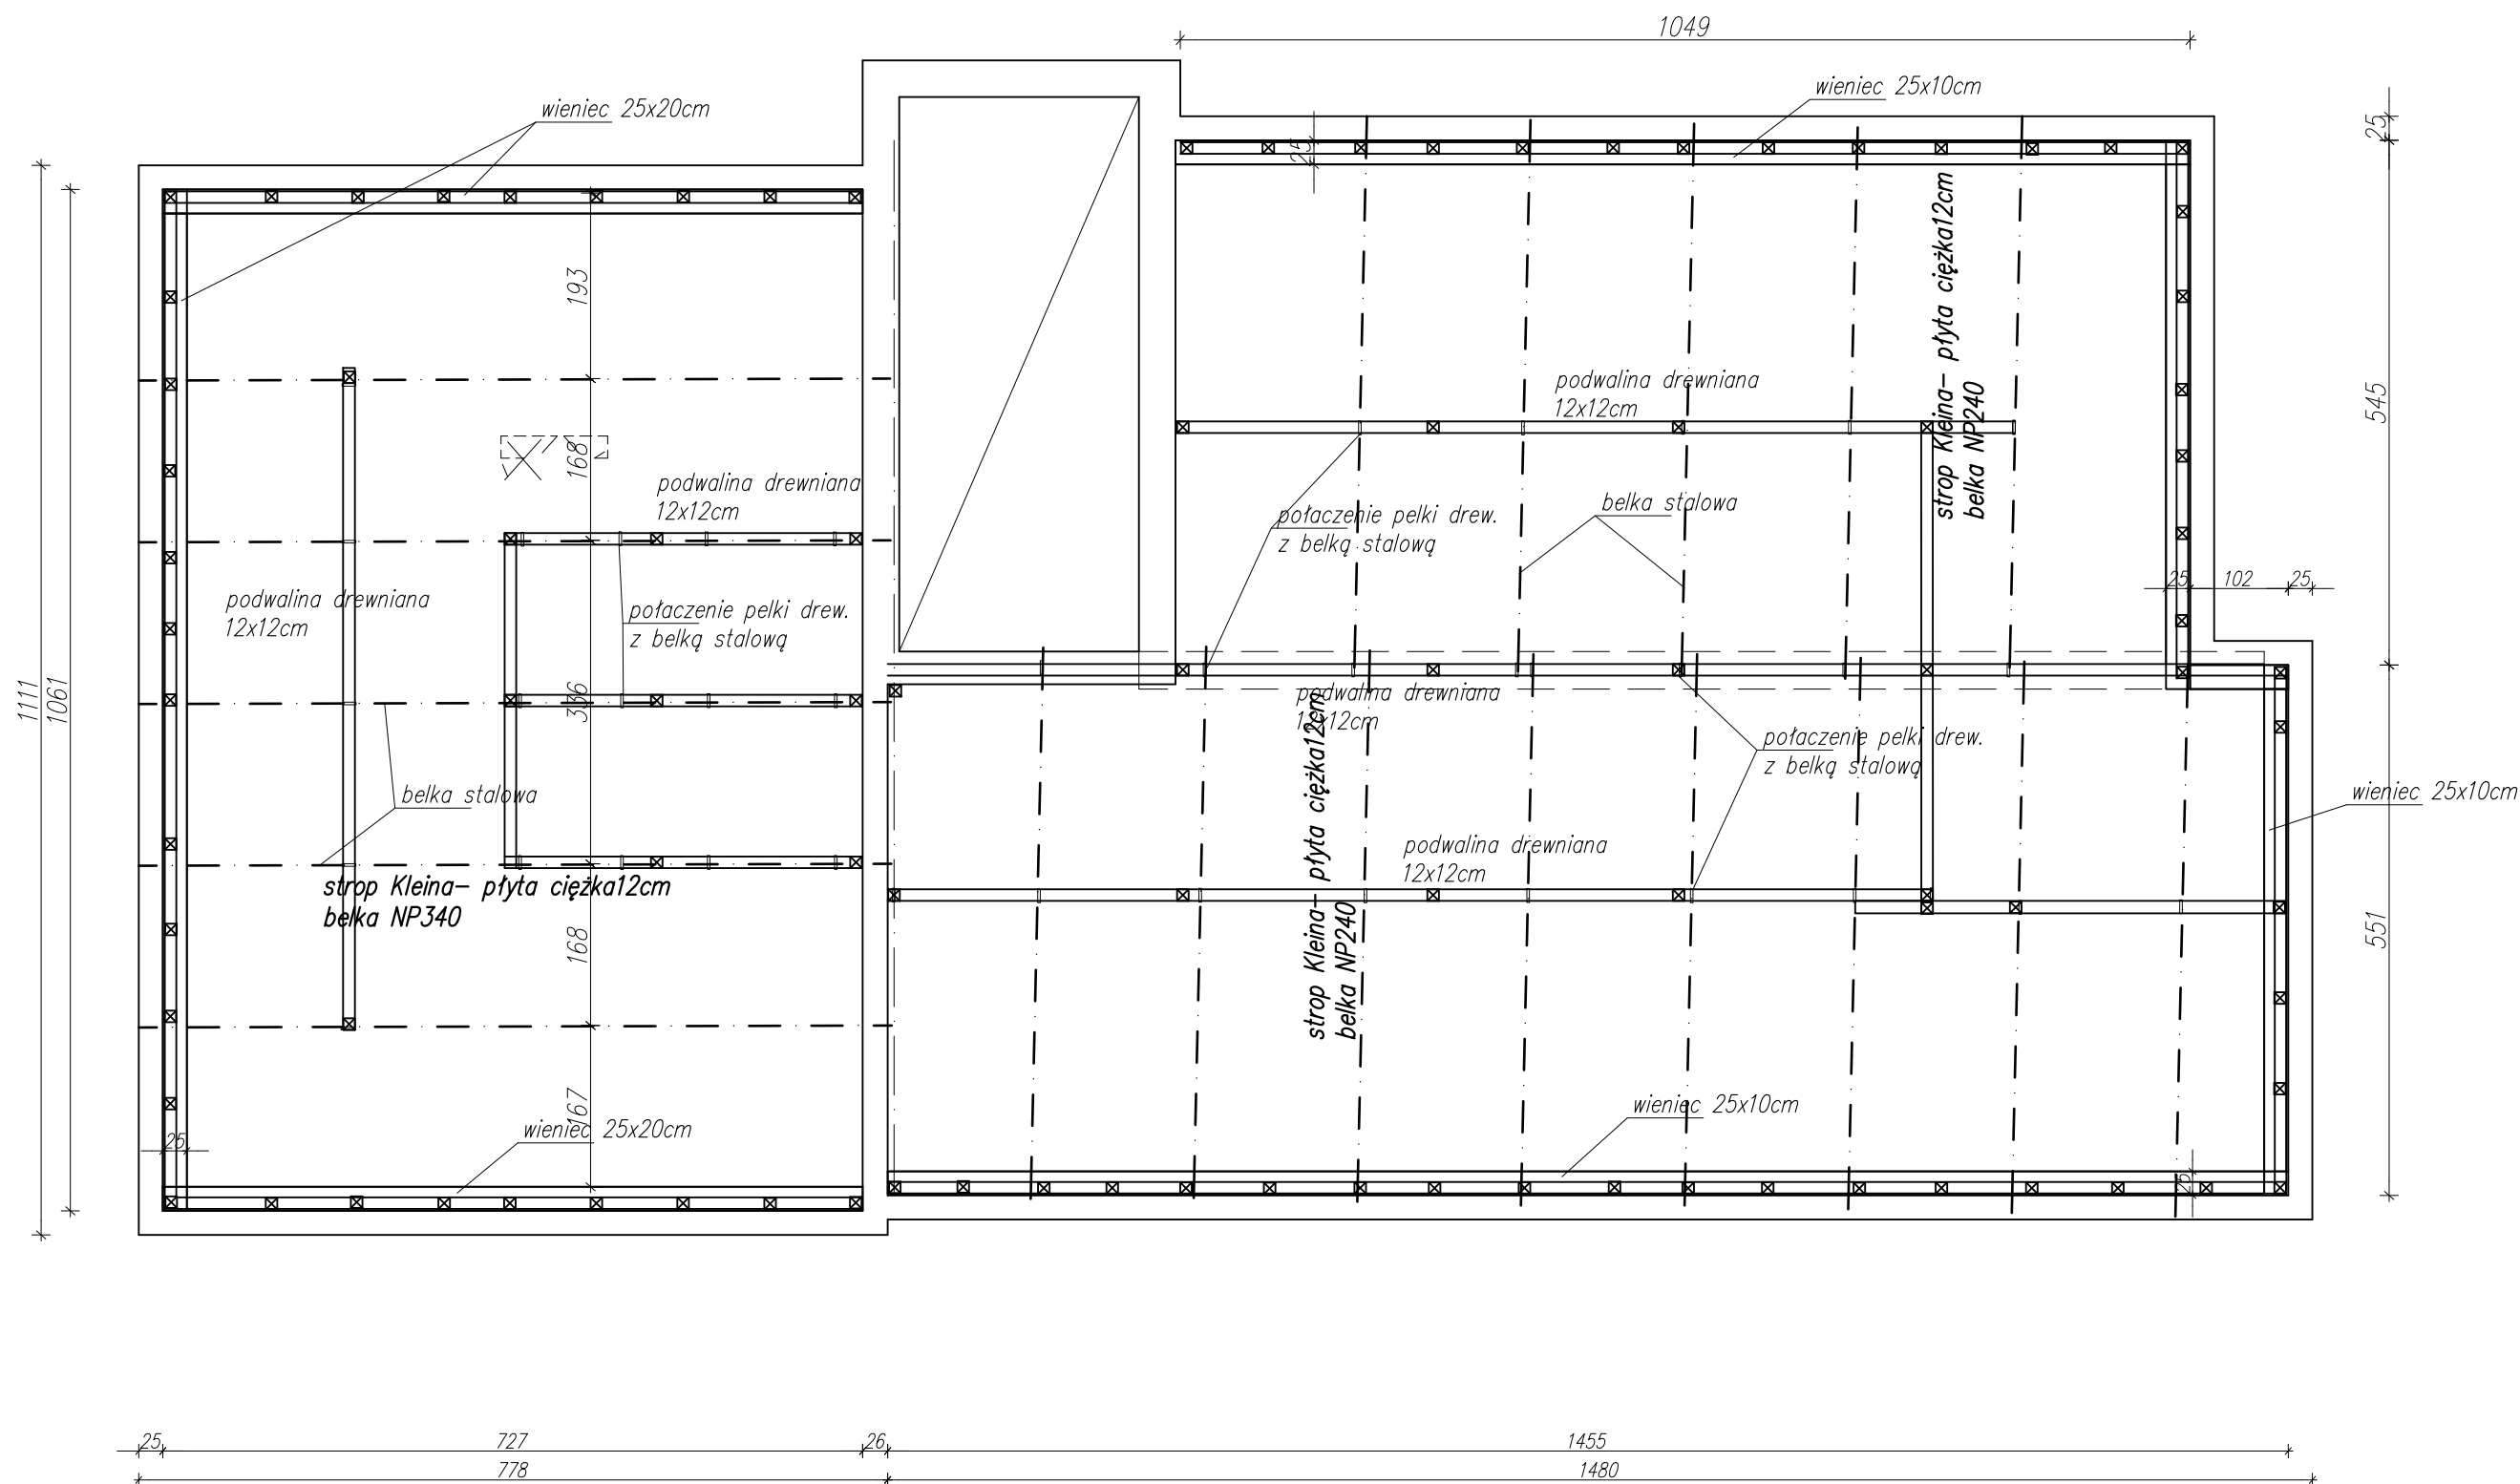 1049
wieniec 25x10cm
wieniec 25x20cm
25
25
193
strop Kleina- płyta ciężka12cm
belka NP240
podwalina drewniana
12x12cm
545
168
podwalina drewniana
12x12cm
belka stalowa
połaczenie pelki drew.
z belką stalową
25
102
25
podwalina drewniana
12x12cm
połaczenie pelki drew.
z belką stalową
1111
1061
336
podwalina drewniana
12x12cm
połaczenie pelki drew.
z belką stalową
belka stalowa
wieniec 25x10cm
strop Kleina- płyta ciężka12cm
belka NP240
podwalina drewniana
12x12cm
strop Kleina- płyta ciężka12cm
belka NP340
168
551
167
wieniec 25x10cm
wieniec 25x20cm
25
25
25
727
26
1455
778
1480